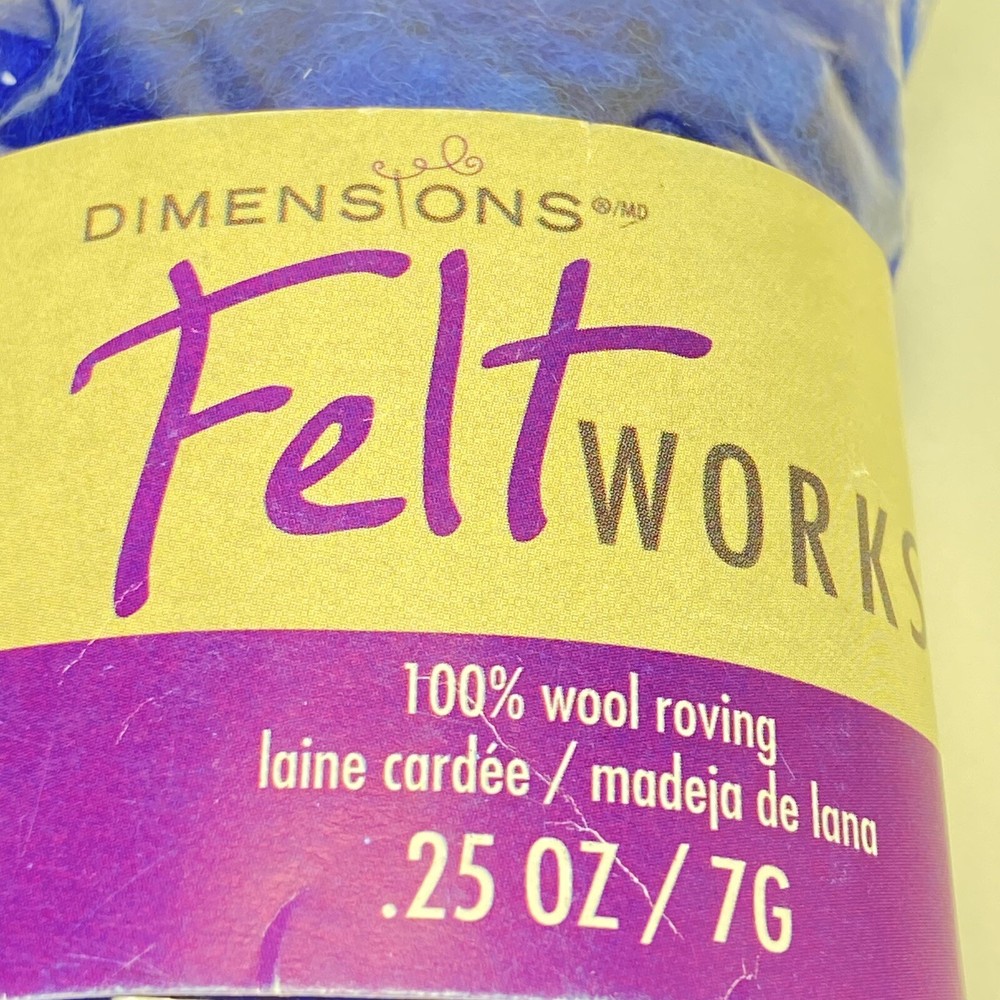 DIMENSIONS®/MD
Felt WORKS
100% wool roving
laine cardée / madeja de lana
.25 OZ / 7G